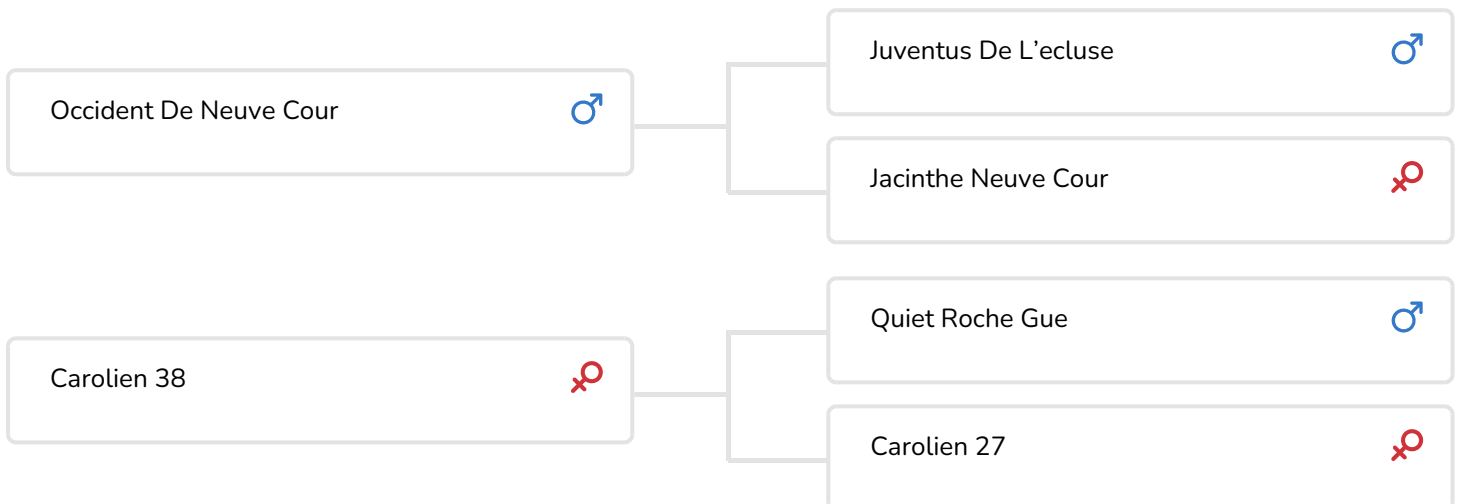 Occident De Neuve Cour
Juventus De L’ecluse
Jacinthe Neuve Cour
Carolien 38
Quiet Roche Gue
Carolien 27